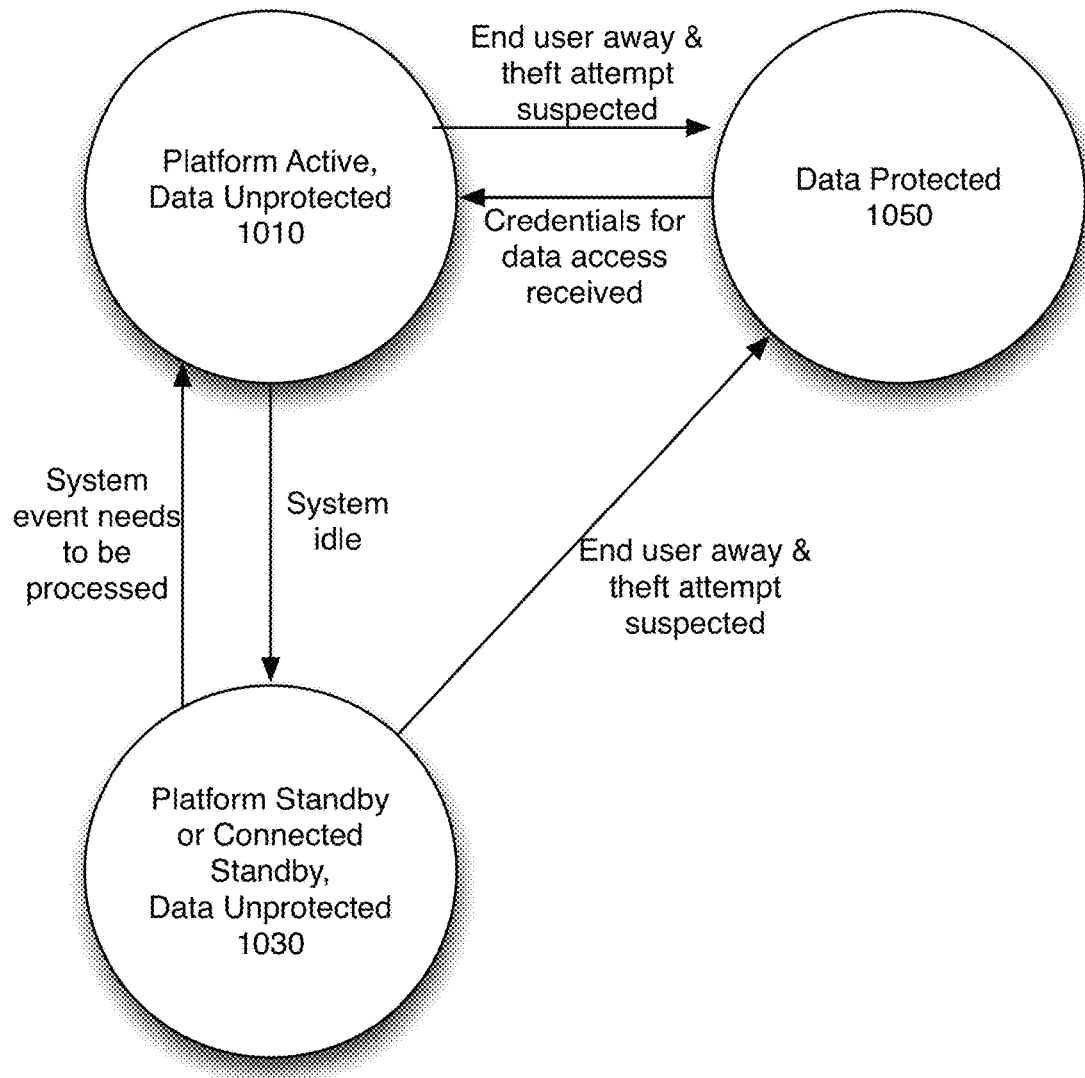 End user away &
theft attempt
suspected
Platform Active,
Data Unprotected
1010
Data Protected
1050
Credentials for
data access
received
System
event needs
to be
processed
System
idle
End user away &
theft attempt
suspected
Platform Standby
or Connected
Standby,
Data Unprotected
1030